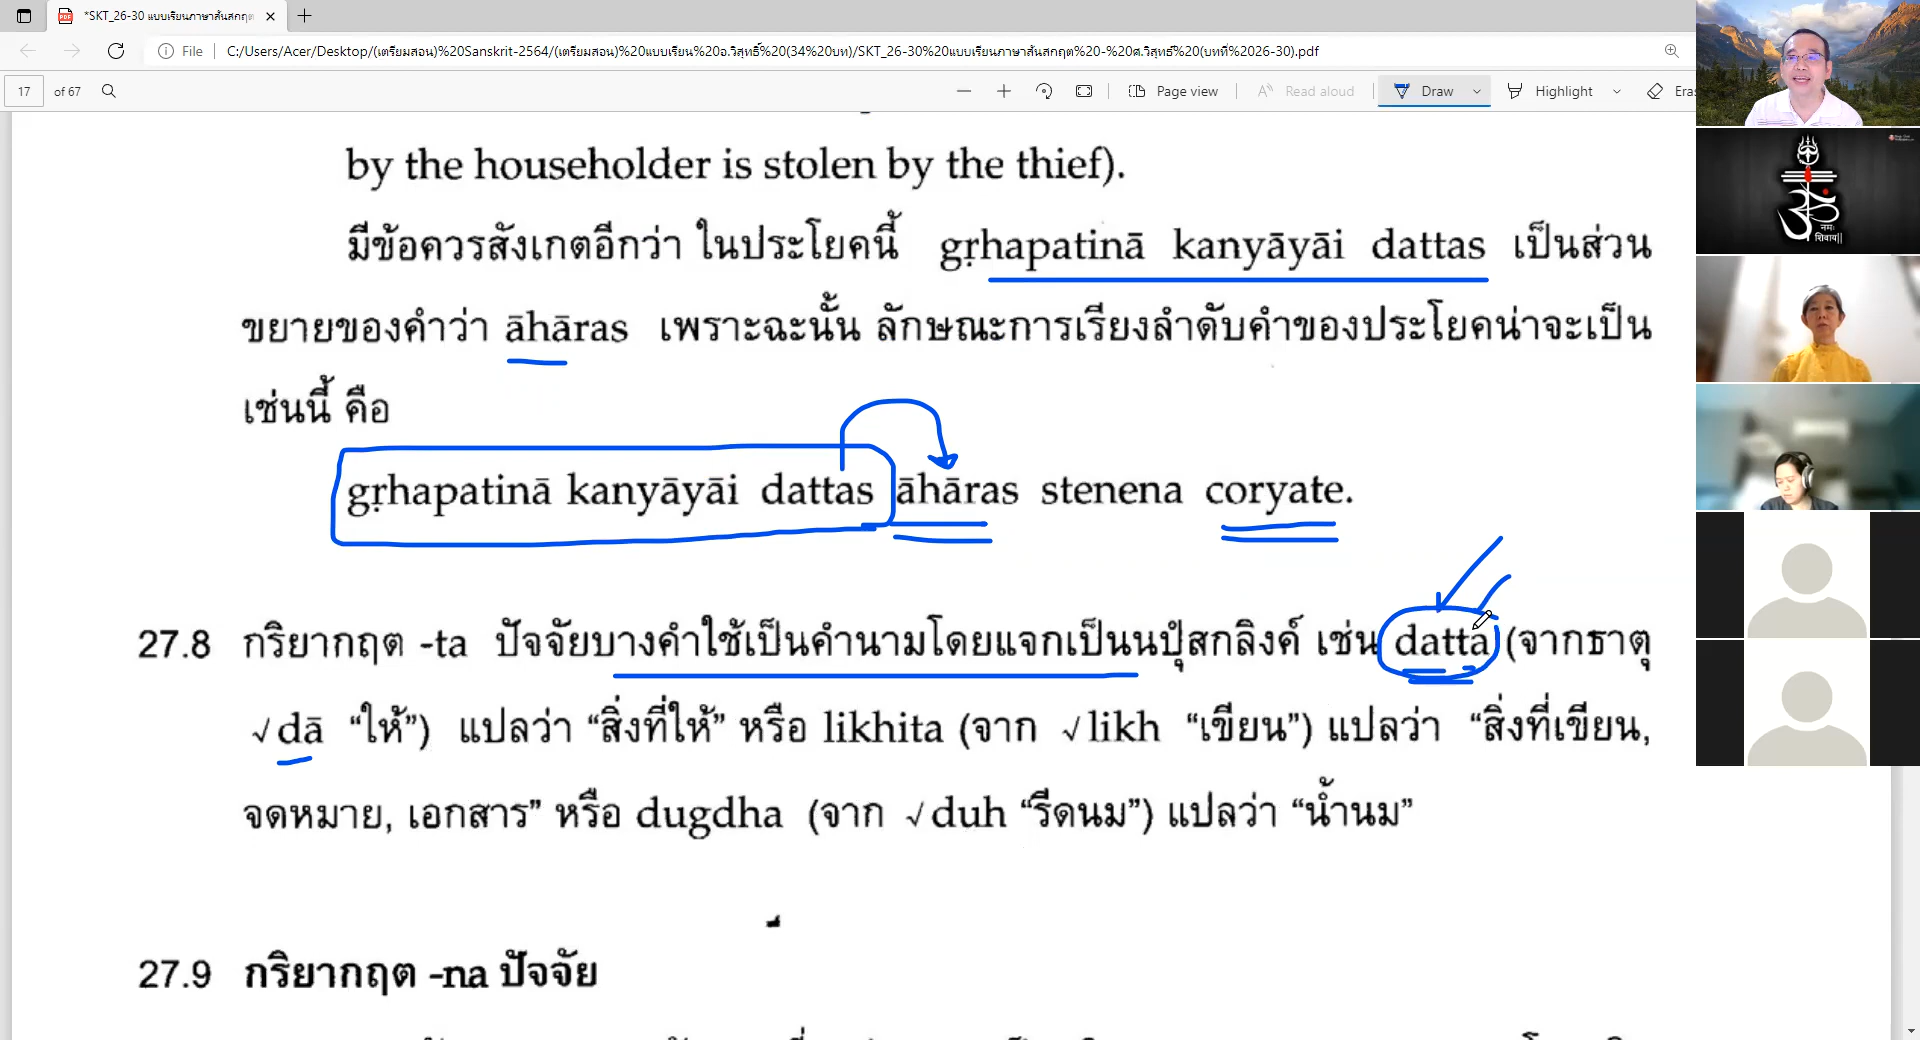 *SKT_26-30 แบบเรียนภาษาสันสกฤต
File
C:/Users/Acer/Desktop/(เตรียมสอน)%20Sanskrit-2564/(เตรียมสอน)%20แบบเรียน%20อ.วิสุทธิ์%20(34%20บท)/SKT_26-30%20แบบเรียนภาษาสันสกฤต%20-%20ศ.วิสุทธ์%20(บทที่%2026-30).pdf
17 of 67 Page view Read aloud Draw Highlight Eras
by the householder is stolen by the thief).
มีข้อควรสังเกตอีกว่า ในประโยคนี้ gṛhapatinā kanyāyāi dattas เป็นส่วน
ขยายของคำว่า āhāras เพราะฉะนั้น ลักษณะการเรียงลำดับคำของประโยคน่าจะเป็น
เช่นนี้ คือ
gṛhapatinā kanyāyāi dattas āhāras stenena coryate.
27.8 กริยากฤต -ta ปัจจัยบางคำใช้เป็นคำนามโดยแจกเป็นนปุํสกลิงค์ เช่น datta (จากธาตุ
√dā “ให้”) แปลว่า “สิ่งที่ให้” หรือ likhita (จาก √likh “เขียน”) แปลว่า “สิ่งที่เขียน,
จดหมาย, เอกสาร” หรือ dugdha (จาก √duh “รีดนม”) แปลว่า “น้ำนม”
27.9 กริยากฤต -na ปัจจัย
ॐ
नमः
शिवाय||